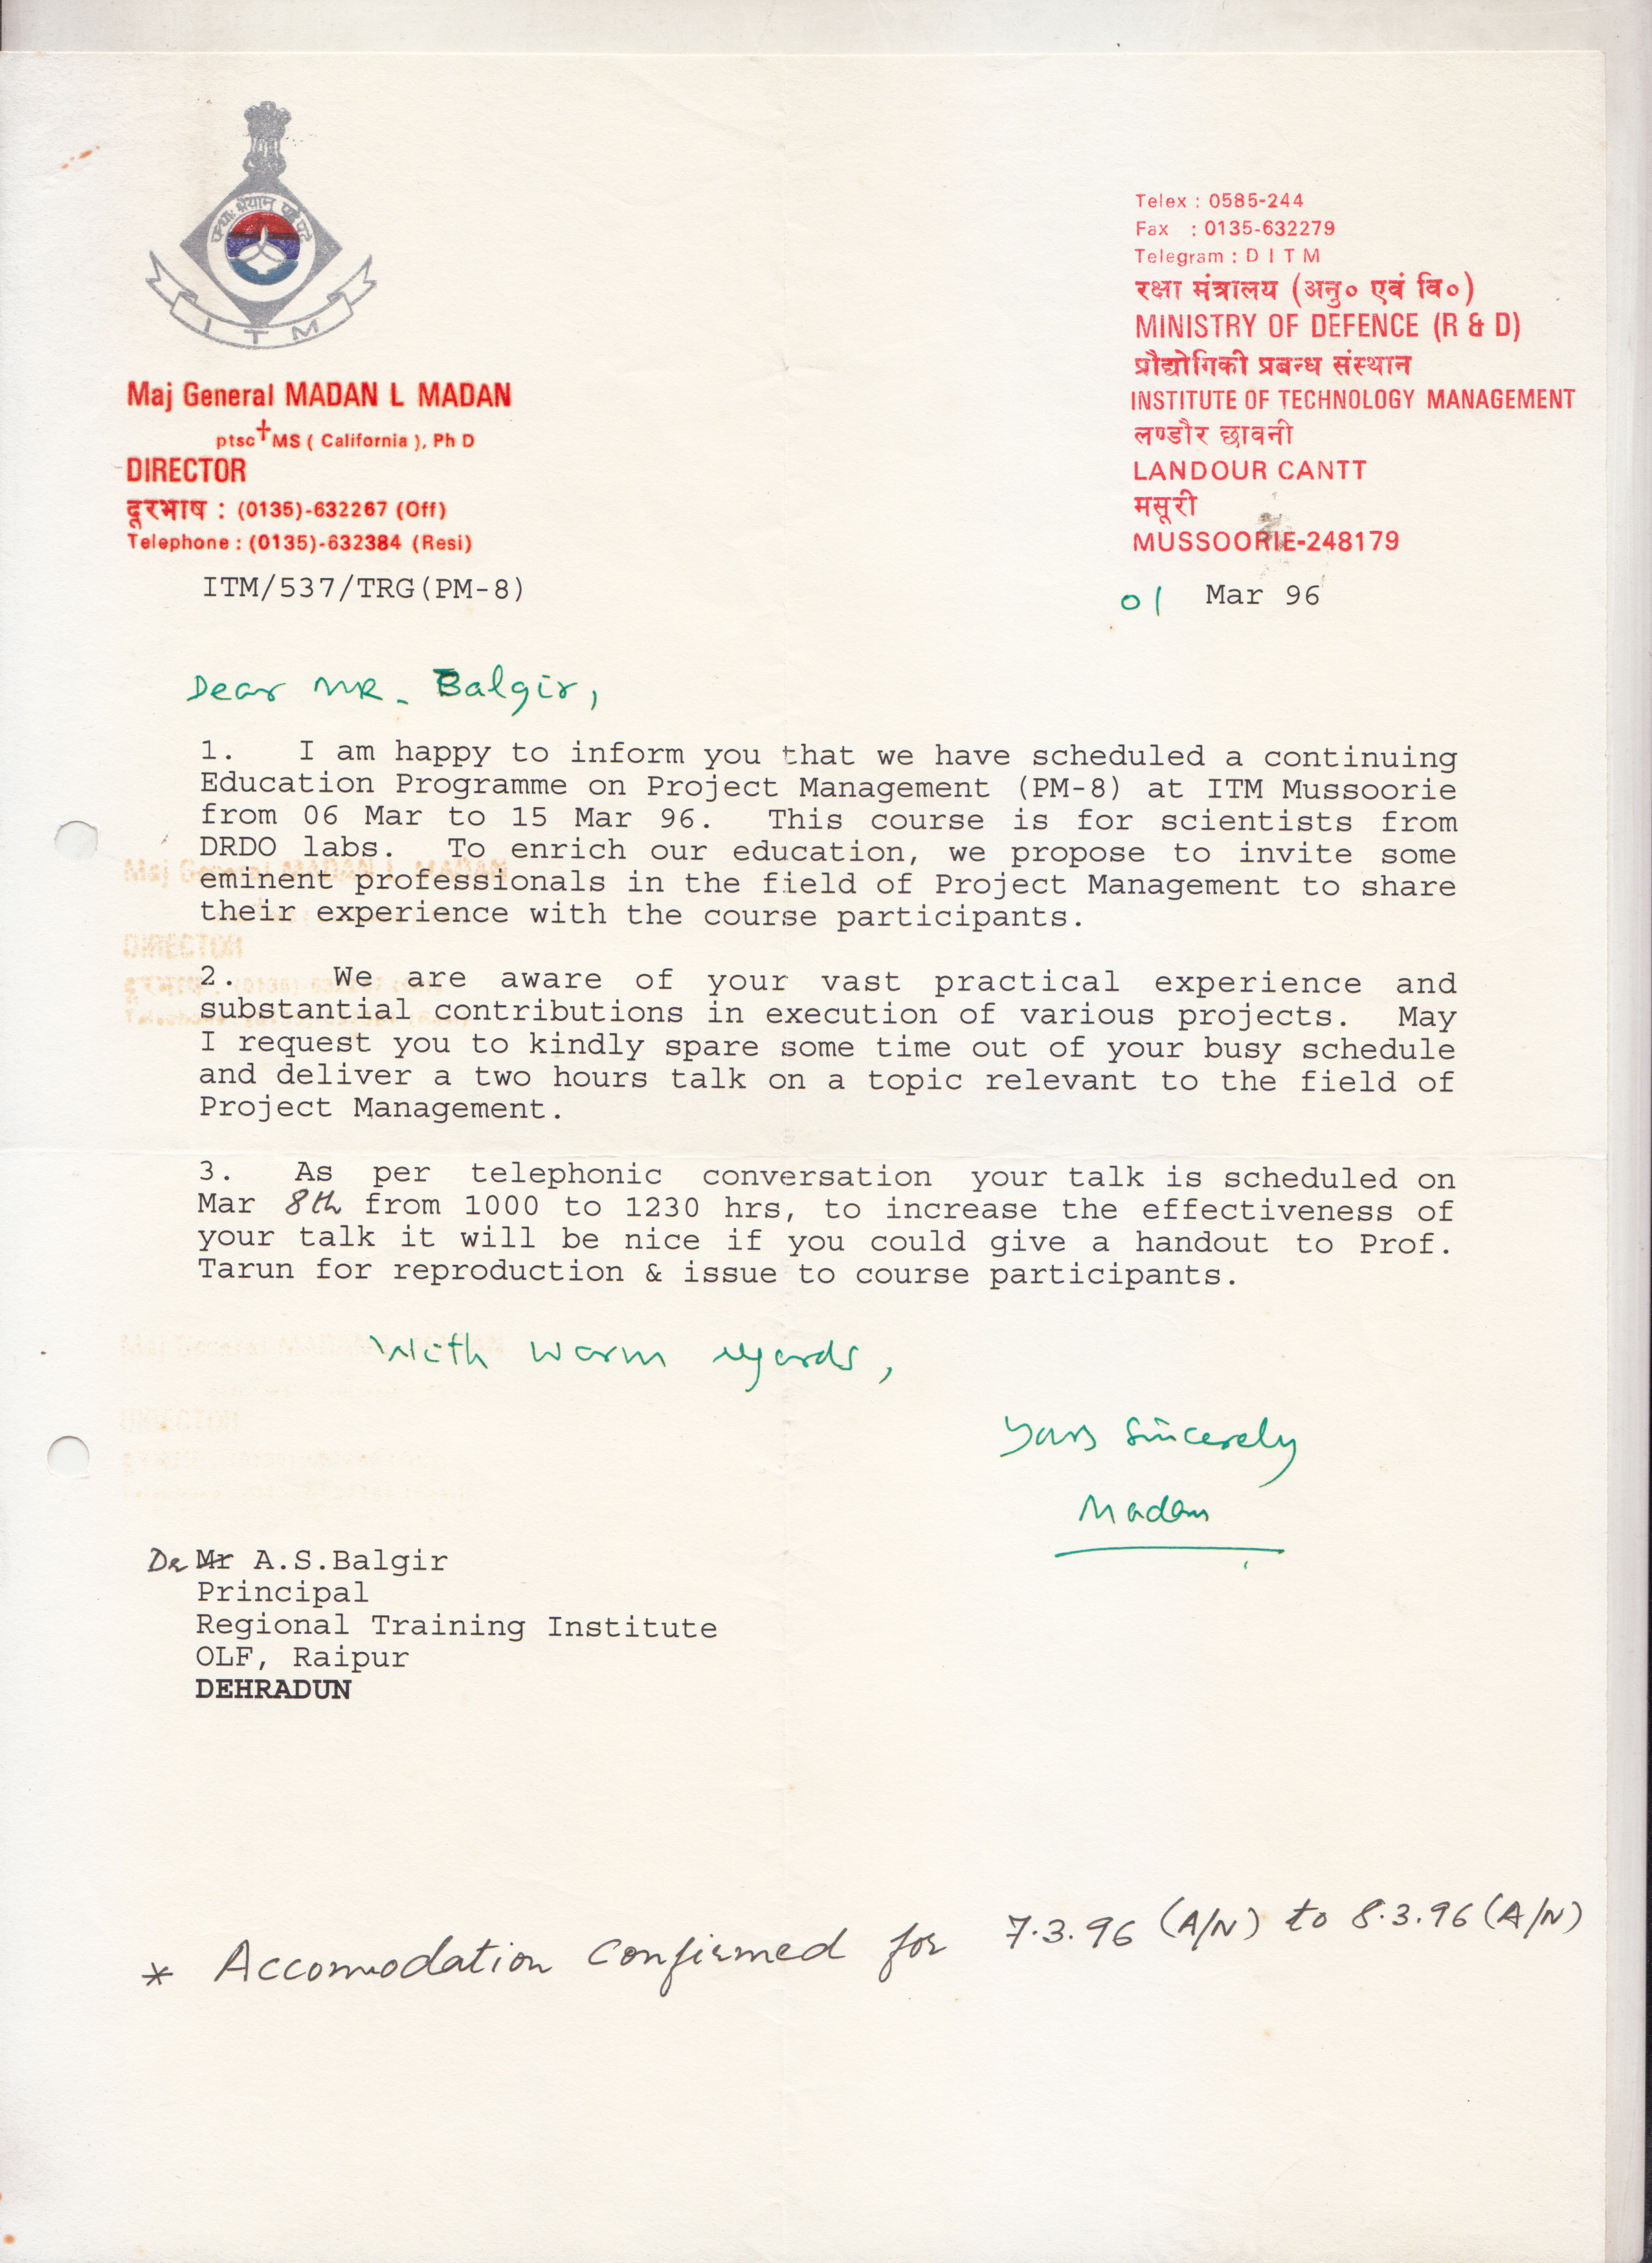 पन्थाः श्रेयान्
I T M
Maj General MADAN L MADAN
ptsc† MS ( California ), Ph D
DIRECTOR
दूरभाष : (0135)-632267 (Off)
Telephone : (0135)-632384 (Resi)
Telex : 0585-244
Fax : 0135-632279
Telegram : D I T M
रक्षा मंत्रालय (अनु० एवं वि०)
MINISTRY OF DEFENCE (R & D)
प्रौद्योगिकी प्रबन्ध संस्थान
INSTITUTE OF TECHNOLOGY MANAGEMENT
लण्डौर छावनी
LANDOUR CANTT
मसूरी
MUSSOORIE-248179
ITM/537/TRG(PM-8)
01 Mar 96
Dear MR. Balgir,
1. I am happy to inform you that we have scheduled a continuing
Education Programme on Project Management (PM-8) at ITM Mussoorie
from 06 Mar to 15 Mar 96. This course is for scientists from
DRDO labs. To enrich our education, we propose to invite some
eminent professionals in the field of Project Management to share
their experience with the course participants.
2. We are aware of your vast practical experience and
substantial contributions in execution of various projects. May
I request you to kindly spare some time out of your busy schedule
and deliver a two hours talk on a topic relevant to the field of
Project Management.
3. As per telephonic conversation your talk is scheduled on
Mar 8th from 1000 to 1230 hrs, to increase the effectiveness of
your talk it will be nice if you could give a handout to Prof.
Tarun for reproduction & issue to course participants.
With warm regards,
Yours Sincerely
Madan
Dr Mr A.S.Balgir
Principal
Regional Training Institute
OLF, Raipur
DEHRADUN
* Accomodation confirmed for 7.3.96 (A/N) to 8.3.96 (A/N)